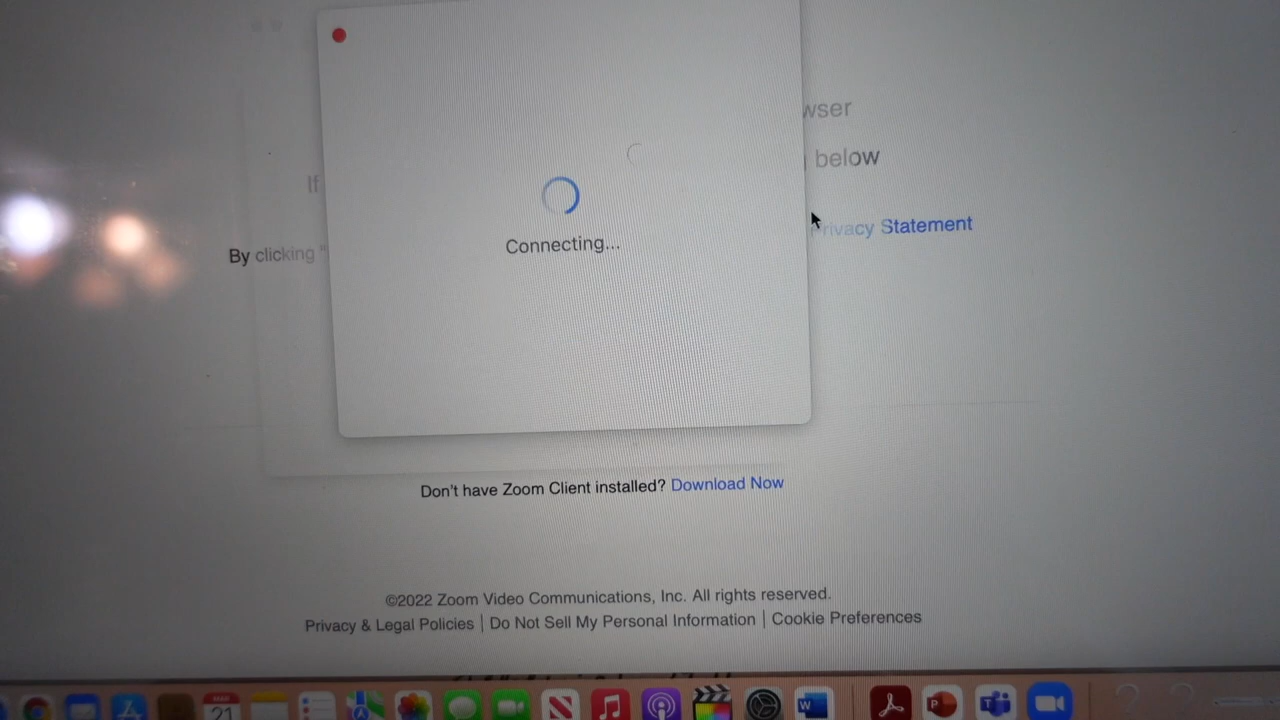 wser
If
below
Privacy Statement
By clicking "
Connecting...
Don't have Zoom Client installed? Download Now
©2022 Zoom Video Communications, Inc. All rights reserved.
Privacy & Legal Policies | Do Not Sell My Personal Information | Cookie Preferences
MAR
21
W
P
T